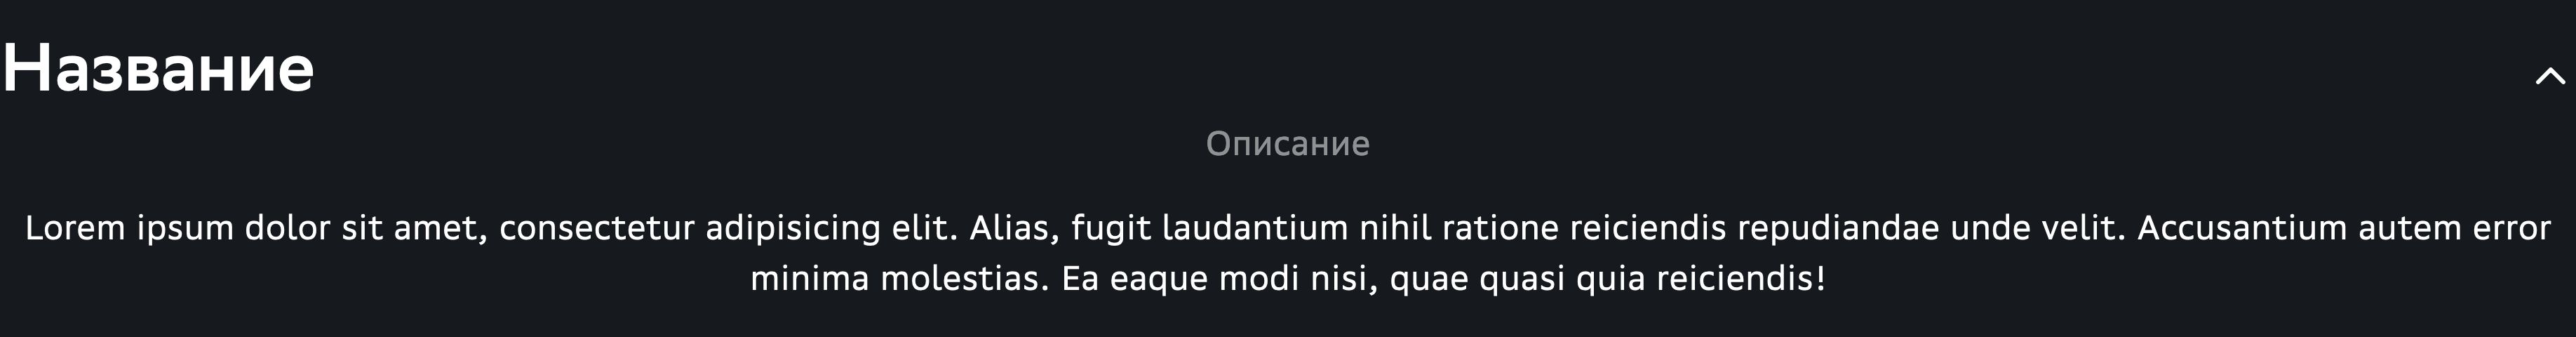 Название
Описание
Lorem ipsum dolor sit amet, consectetur adipisicing elit. Alias, fugit laudantium nihil ratione reiciendis repudiandae unde velit. Accusantium autem error
minima molestias. Ea eaque modi nisi, quae quasi quia reiciendis!